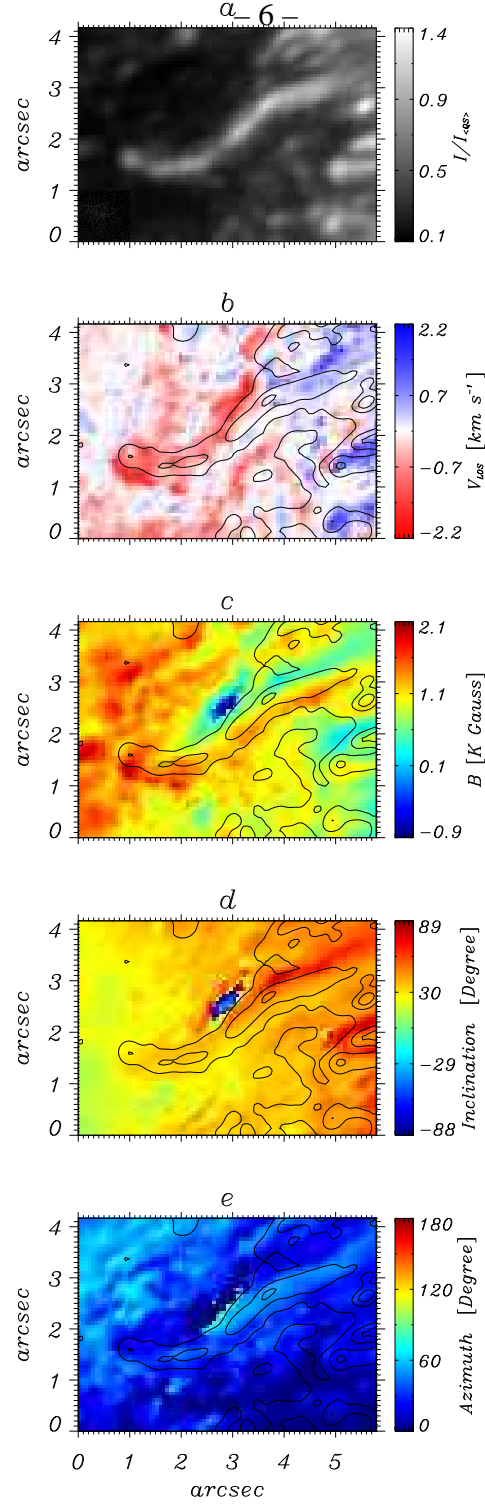 a
– 6 –
4
3
2
1
0
arcsec
1.4
0.9
0.5
0.1
I/I<QS>
b
4
3
2
1
0
arcsec
2.2
0.7
−0.7
−2.2
VLOS [km s⁻¹]
c
4
3
2
1
0
arcsec
2.1
1.1
0.1
−0.9
B [K Gauss]
d
4
3
2
1
0
arcsec
89
30
−29
−88
Inclination [Degree]
e
4
3
2
1
0
arcsec
180
120
60
0
Azimuth [Degree]
0 1 2 3 4 5
arcsec